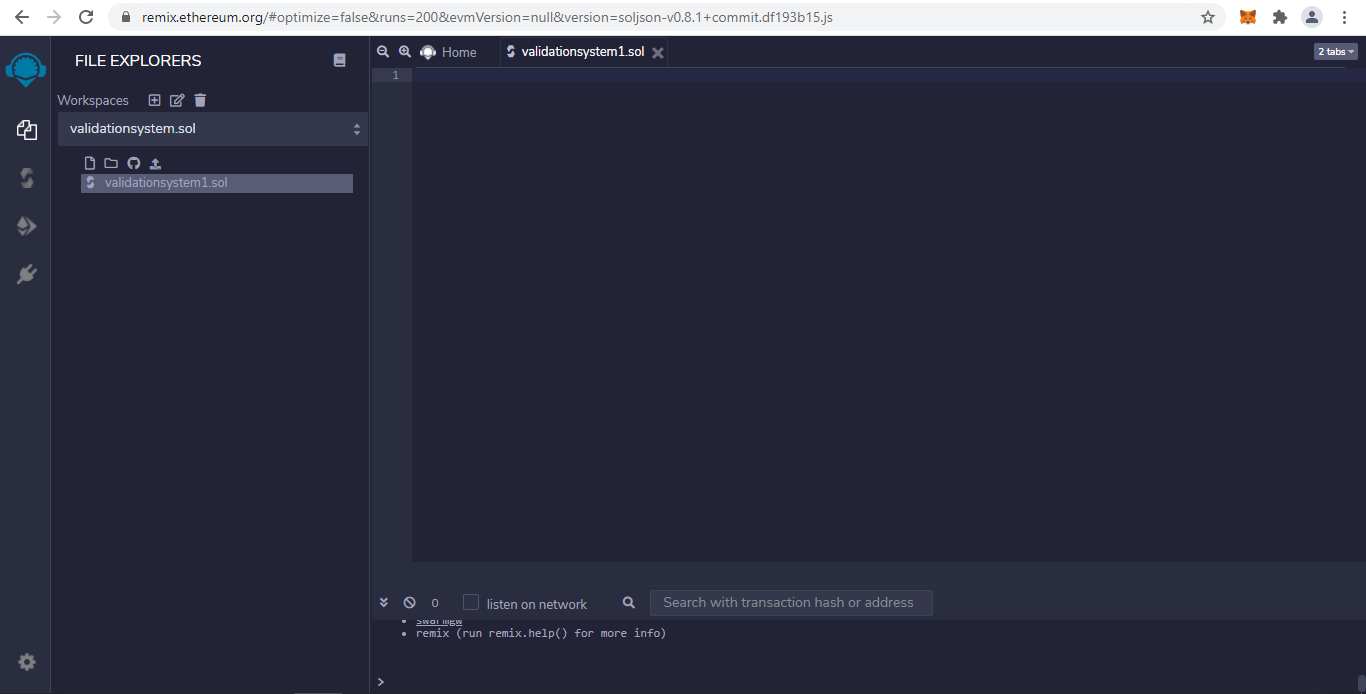 remix.ethereum.org/#optimize=false&runs=200&evmVersion=null&version=soljson-v0.8.1+commit.df193b15.js
FILE EXPLORERS
Home
validationsystem1.sol
2 tabs
Workspaces
validationsystem.sol
validationsystem1.sol
1
0
listen on network
Search with transaction hash or address
swarmgw
remix (run remix.help() for more info)
>